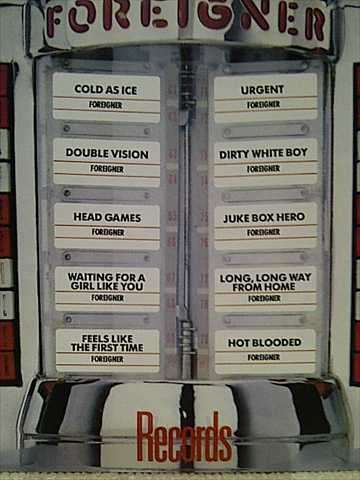 FOREIGNER
COLD AS ICE
FOREIGNER
URGENT
FOREIGNER
DOUBLE VISION
FOREIGNER
DIRTY WHITE BOY
FOREIGNER
HEAD GAMES
FOREIGNER
JUKE BOX HERO
FOREIGNER
WAITING FOR A
GIRL LIKE YOU
FOREIGNER
LONG, LONG WAY
FROM HOME
FOREIGNER
FEELS LIKE
THE FIRST TIME
FOREIGNER
HOT BLOODED
FOREIGNER
Records